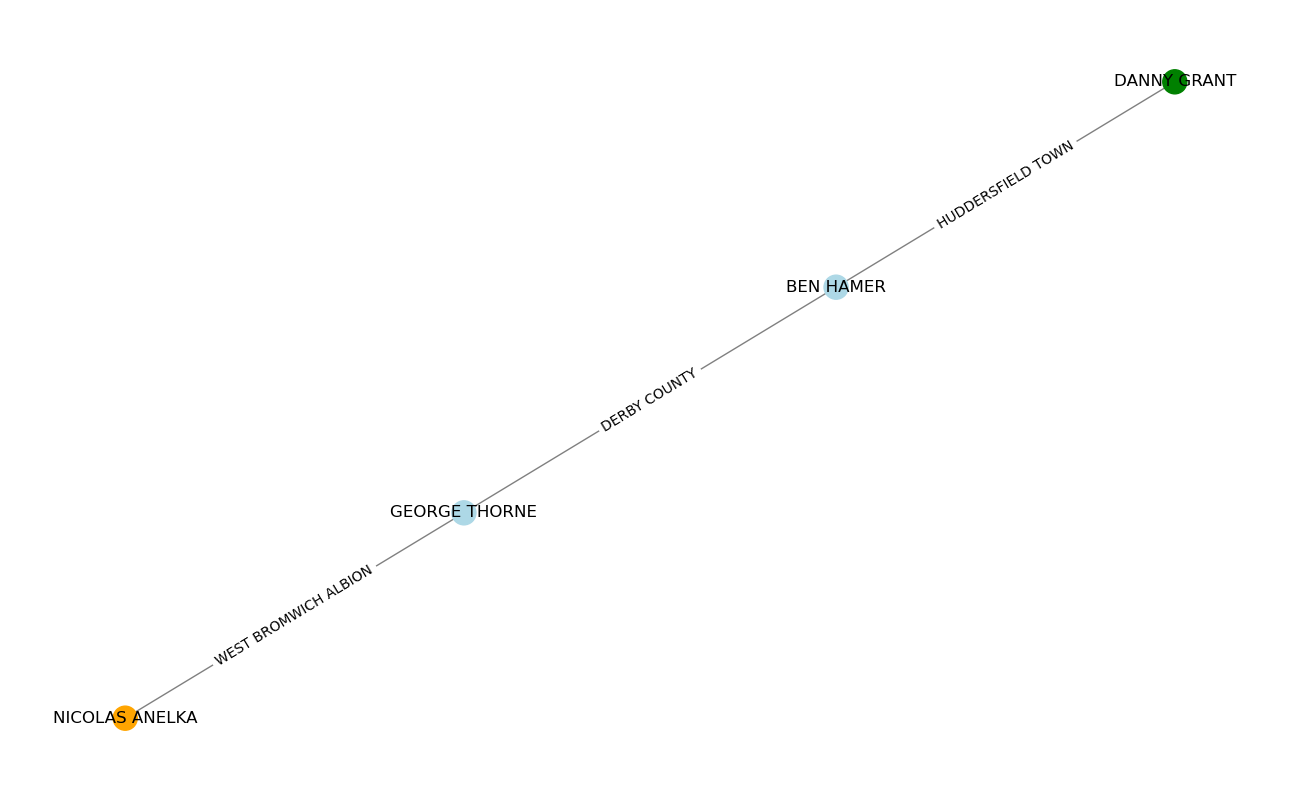 DANNY GRANT
HUDDERSFIELD TOWN
BEN HAMER
DERBY COUNTY
GEORGE THORNE
WEST BROMWICH ALBION
NICOLAS ANELKA